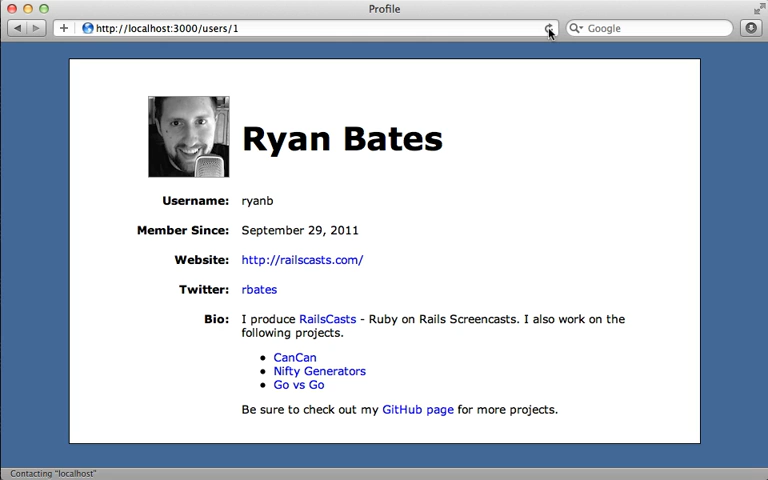 Profile
http://localhost:3000/users/1
Google
Ryan Bates
Username: ryanb
Member Since: September 29, 2011
Website: http://railscasts.com/
Twitter: rbates
Bio: I produce RailsCasts - Ruby on Rails Screencasts. I also work on the
following projects.
• CanCan
• Nifty Generators
• Go vs Go
Be sure to check out my GitHub page for more projects.
Contacting "localhost"